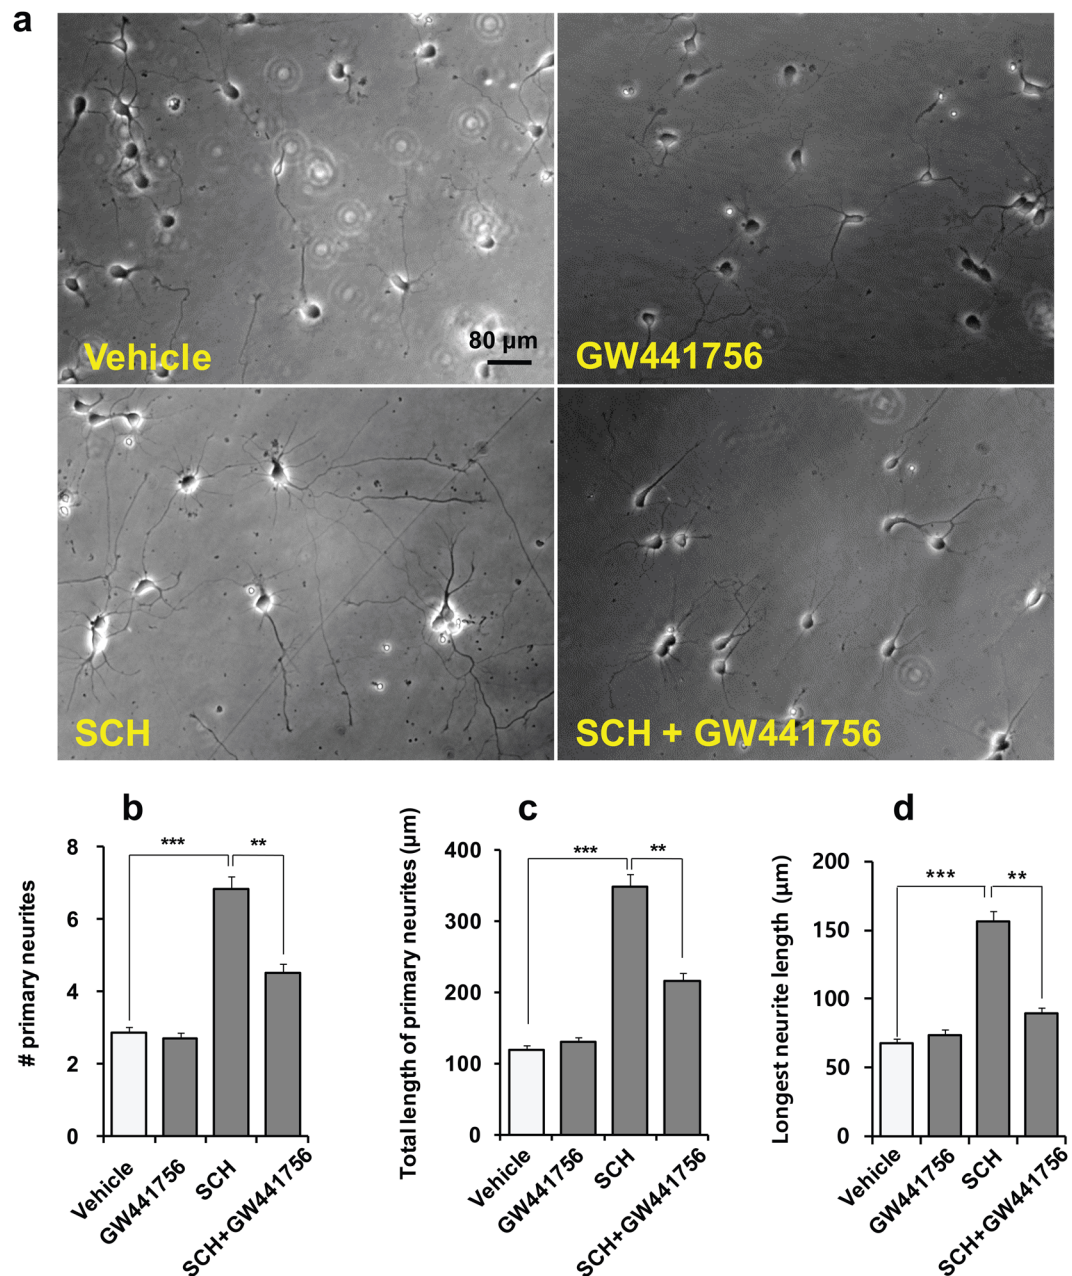 a
80 µm
Vehicle
GW441756
SCH
SCH + GW441756
b
# primary neurites
8
6
4
2
0
***
**
Vehicle
GW441756
SCH
SCH+GW441756
c
Total length of primary neurites (µm)
400
300
200
100
0
***
**
Vehicle
GW441756
SCH
SCH+GW441756
d
Longest neurite length (µm)
200
150
100
50
0
***
**
Vehicle
GW441756
SCH
SCH+GW441756